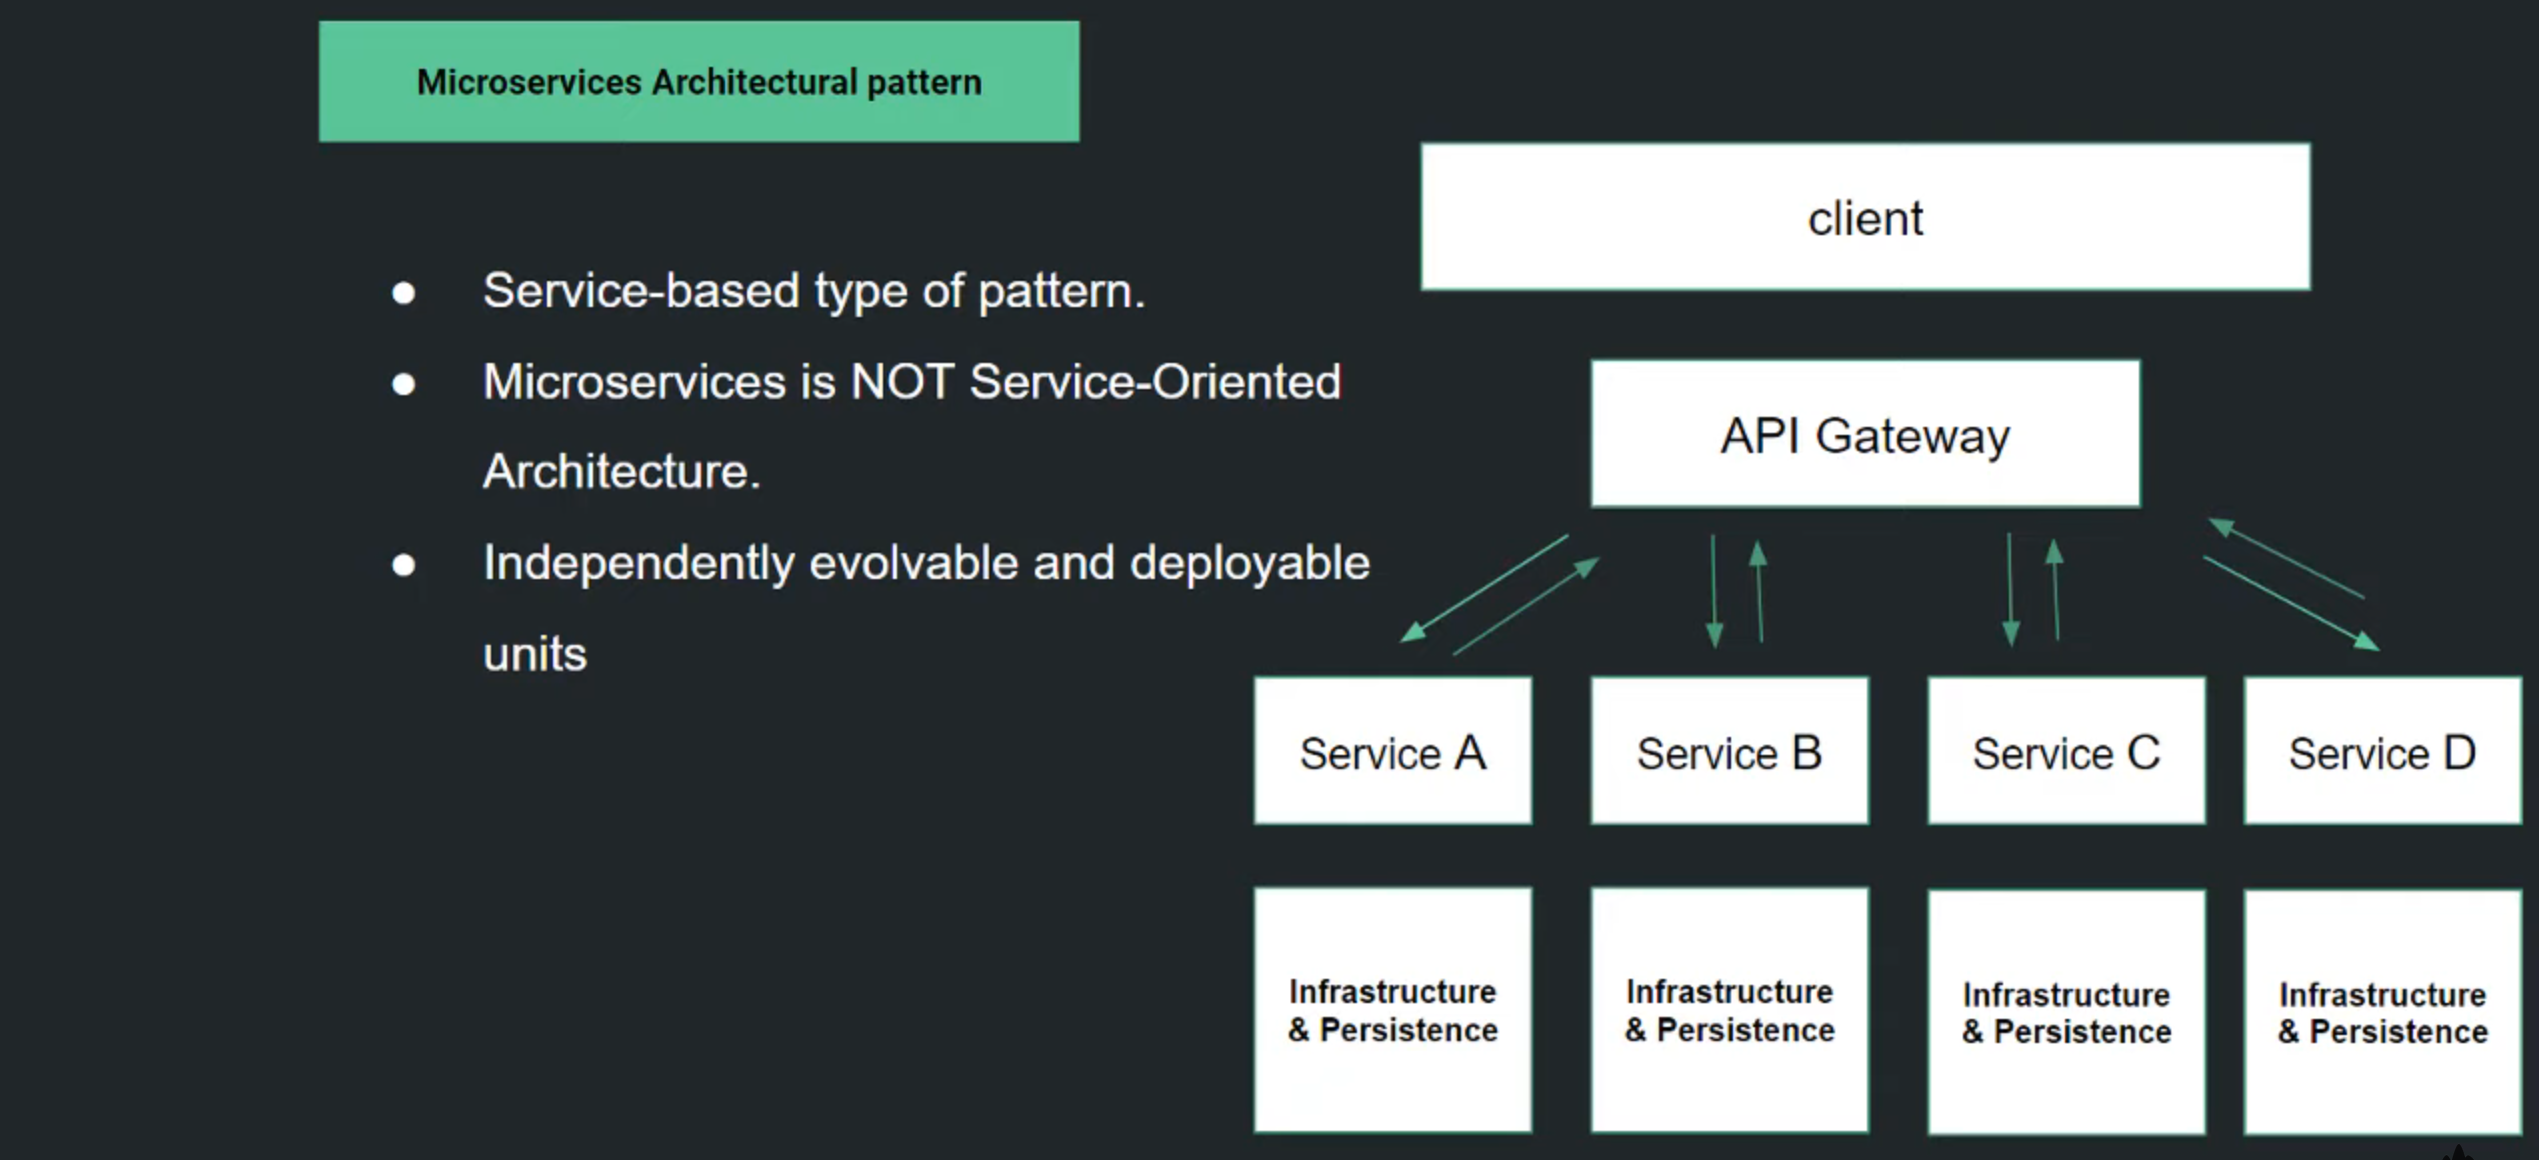 Microservices Architectural pattern
● Service-based type of pattern.
● Microservices is NOT Service-Oriented
Architecture.
● Independently evolvable and deployable
units
client
API Gateway
Service A
Service B
Service C
Service D
Infrastructure
& Persistence
Infrastructure
& Persistence
Infrastructure
& Persistence
Infrastructure
& Persistence